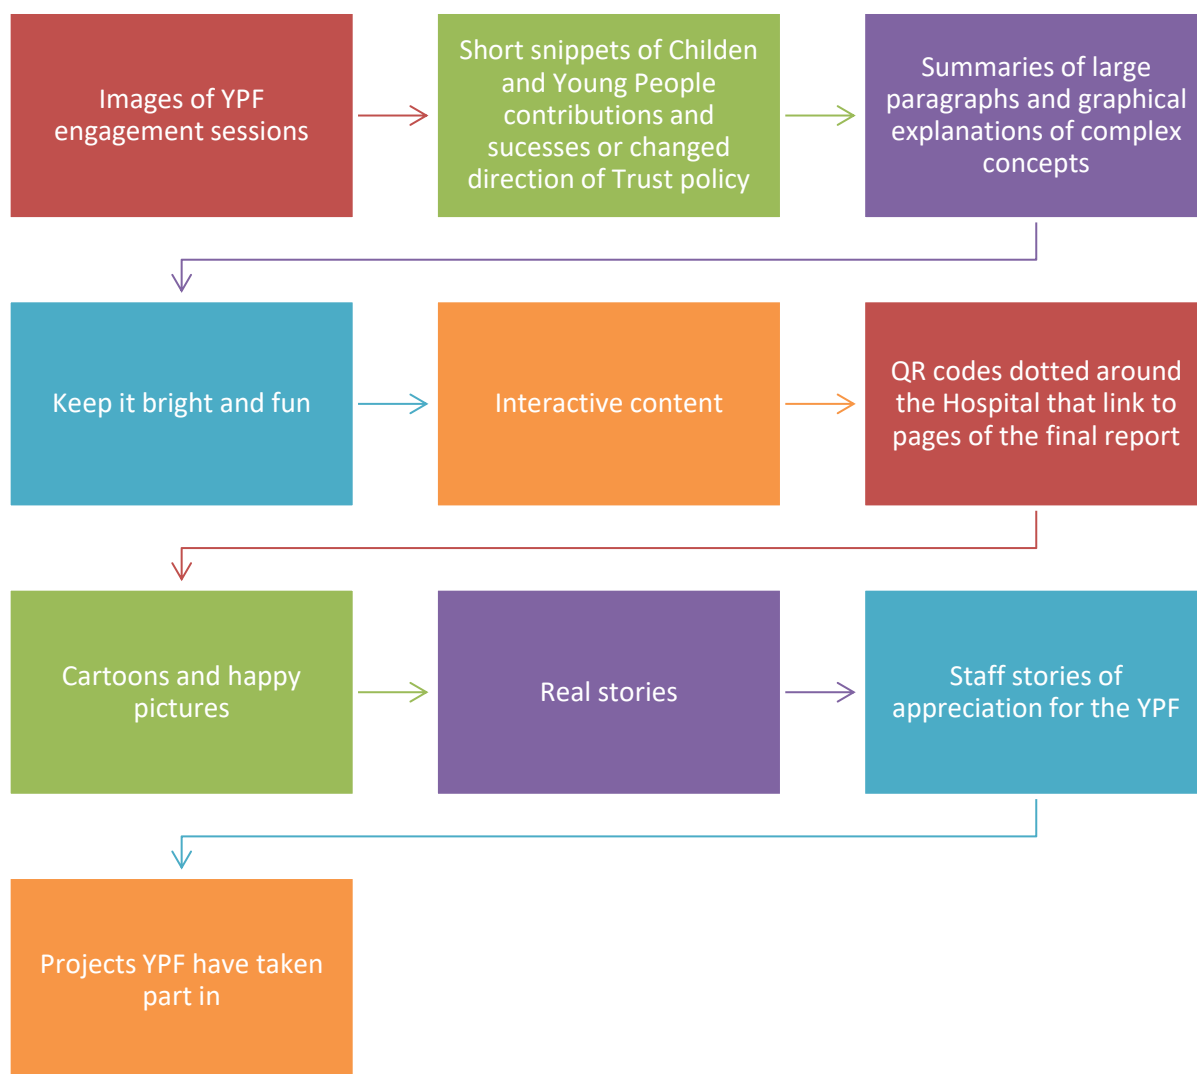 Images of YPF
engagement sessions
Short snippets of Childen
and Young People
contributions and
sucesses or changed
direction of Trust policy
Summaries of large
paragraphs and graphical
explanations of complex
concepts
Keep it bright and fun
Interactive content
QR codes dotted around
the Hospital that link to
pages of the final report
Cartoons and happy
pictures
Real stories
Staff stories of
appreciation for the YPF
Projects YPF have taken
part in